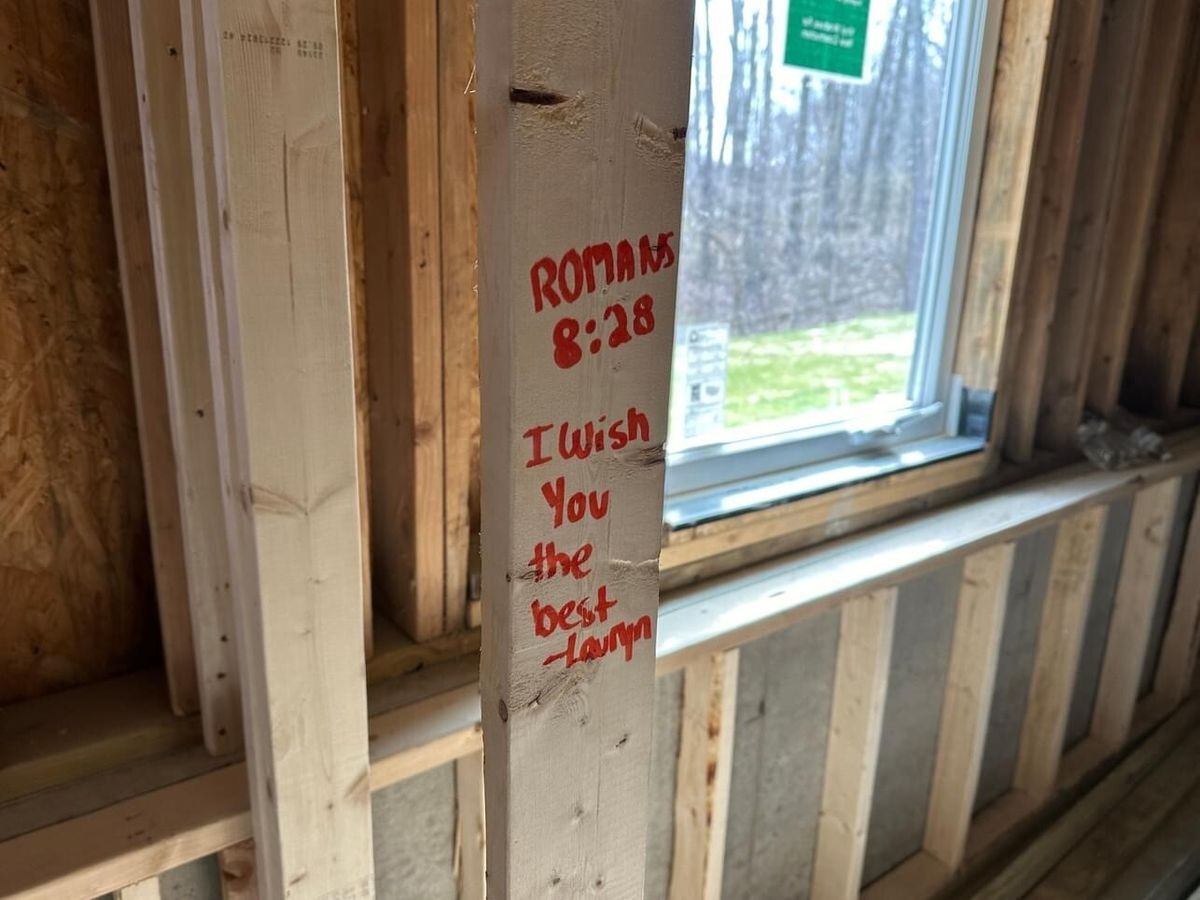 ROMANS
8:28
I Wish
You
the
best
-Lauryn